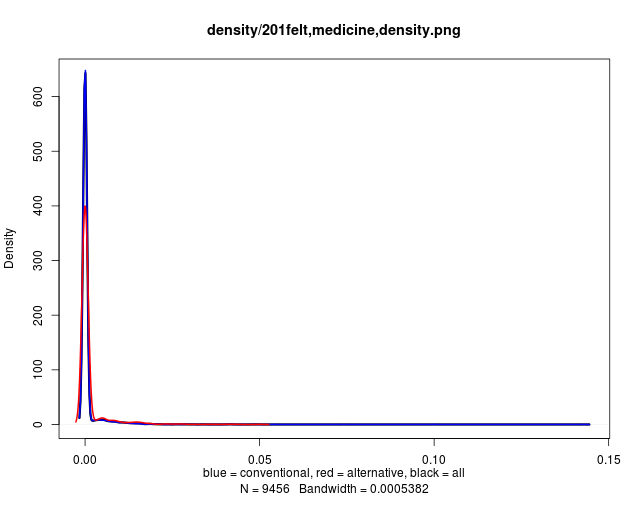 density/201felt,medicine,density.png
Density
600
500
400
300
200
100
0
0.00 0.05 0.10 0.15
blue = conventional, red = alternative, black = all
N = 9456 Bandwidth = 0.0005382